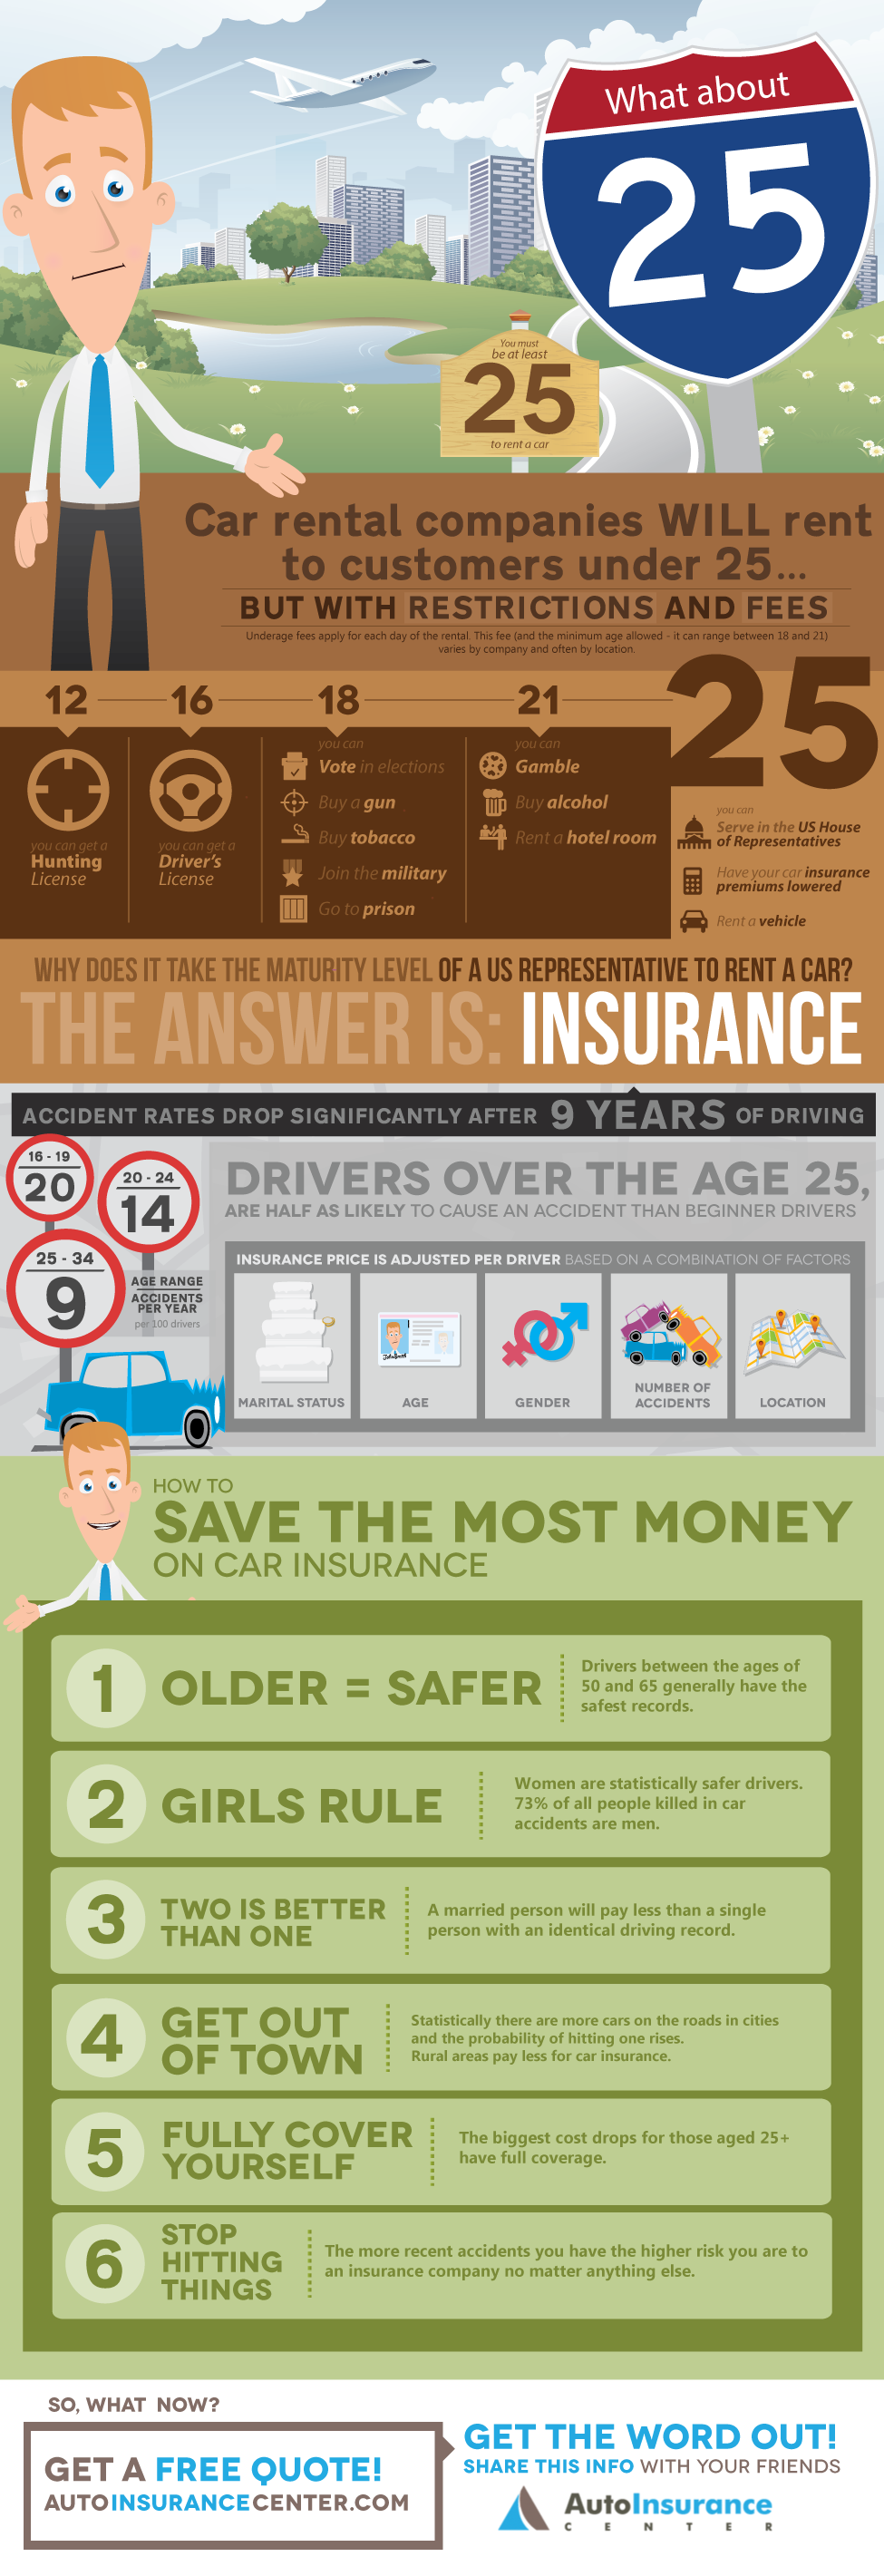 What about
25
You must
be at least
25
to rent a car
Car rental companies WILL rent
to customers under 25...
BUT WITH RESTRICTIONS AND FEES
Underage fees apply for each day of the rental. This fee (and the minimum age allowed - it can range between 18 and 21)
varies by company and often by location.
12
16
18
21
25
you can get a
Hunting
License
you can get a
Driver's
License
you can
Vote in elections
Buy a gun
Buy tobacco
Join the military
Go to prison
you can
Gamble
Buy alcohol
Rent a hotel room
you can
Serve in the US House
of Representatives
Have your car insurance
premiums lowered
Rent a vehicle
WHY DOES IT TAKE THE MATURITY LEVEL OF A US REPRESENTATIVE TO RENT A CAR?
THE ANSWER IS: INSURANCE
ACCIDENT RATES DROP SIGNIFICANTLY AFTER 9 YEARS OF DRIVING
16 - 19
20
20 - 24
14
25 - 34
9
AGE RANGE
ACCIDENTS
PER YEAR
per 100 drivers
DRIVERS OVER THE AGE 25,
ARE HALF AS LIKELY TO CAUSE AN ACCIDENT THAN BEGINNER DRIVERS
INSURANCE PRICE IS ADJUSTED PER DRIVER BASED ON A COMBINATION OF FACTORS
MARITAL STATUS
AGE
GENDER
NUMBER OF
ACCIDENTS
LOCATION
HOW TO
SAVE THE MOST MONEY
ON CAR INSURANCE
1
OLDER = SAFER
Drivers between the ages of
50 and 65 generally have the
safest records.
2
GIRLS RULE
Women are statistically safer drivers.
73% of all people killed in car
accidents are men.
3
TWO IS BETTER
THAN ONE
A married person will pay less than a single
person with an identical driving record.
4
GET OUT
OF TOWN
Statistically there are more cars on the roads in cities
and the probability of hitting one rises.
Rural areas pay less for car insurance.
5
FULLY COVER
YOURSELF
The biggest cost drops for those aged 25+
have full coverage.
6
STOP
HITTING
THINGS
The more recent accidents you have the higher risk you are to
an insurance company no matter anything else.
SO, WHAT NOW?
GET A FREE QUOTE!
AUTOINSURANCECENTER.COM
GET THE WORD OUT!
SHARE THIS INFO WITH YOUR FRIENDS
AutoInsurance
CENTER